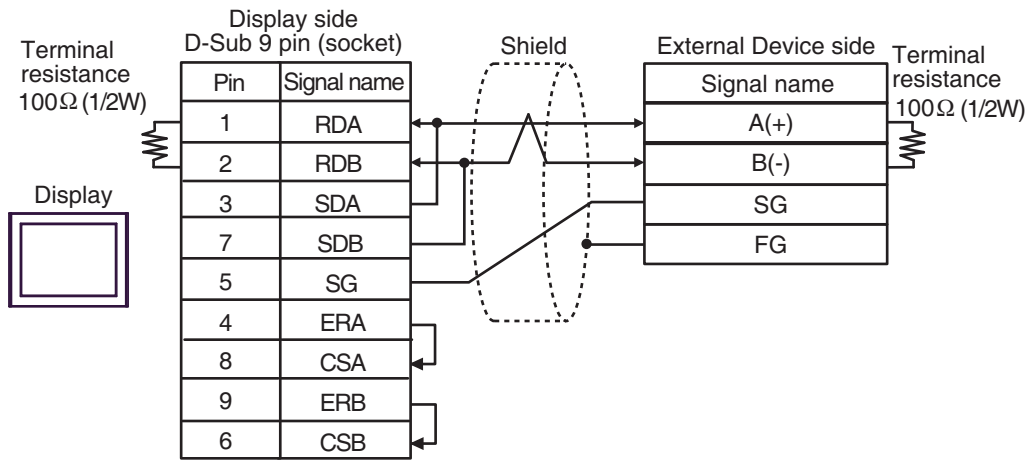 Display side
D-Sub 9 pin (socket)
Terminal
resistance
100Ω (1/2W)
Shield
External Device side
Terminal
resistance
100Ω (1/2W)
Pin Signal name
1 RDA
2 RDB
3 SDA
7 SDB
5 SG
4 ERA
8 CSA
9 ERB
6 CSB
Signal name
A(+)
B(-)
SG
FG
Display